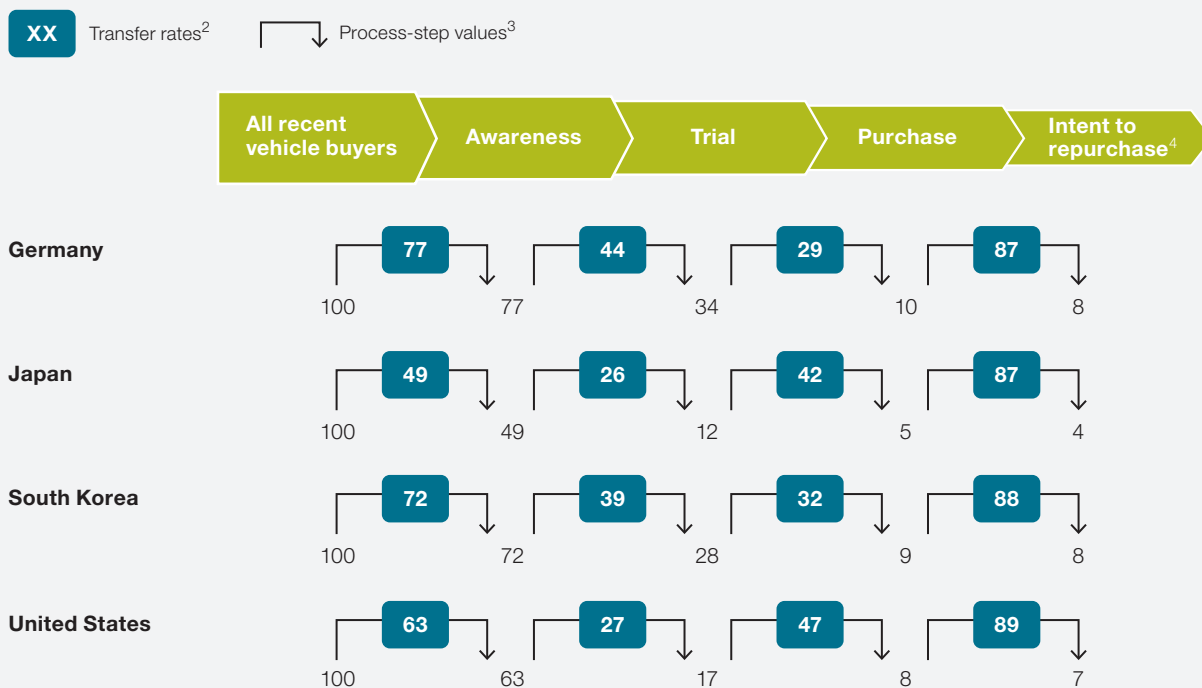 XX Transfer rates² Process-step values³
All recent
vehicle buyers
Awareness
Trial
Purchase
Intent to
repurchase⁴
Germany
77 44 29 87
100 77 34 10 8
Japan
49 26 42 87
100 49 12 5 4
South Korea
72 39 32 88
100 72 28 9 8
United States
63 27 47 89
100 63 17 8 7